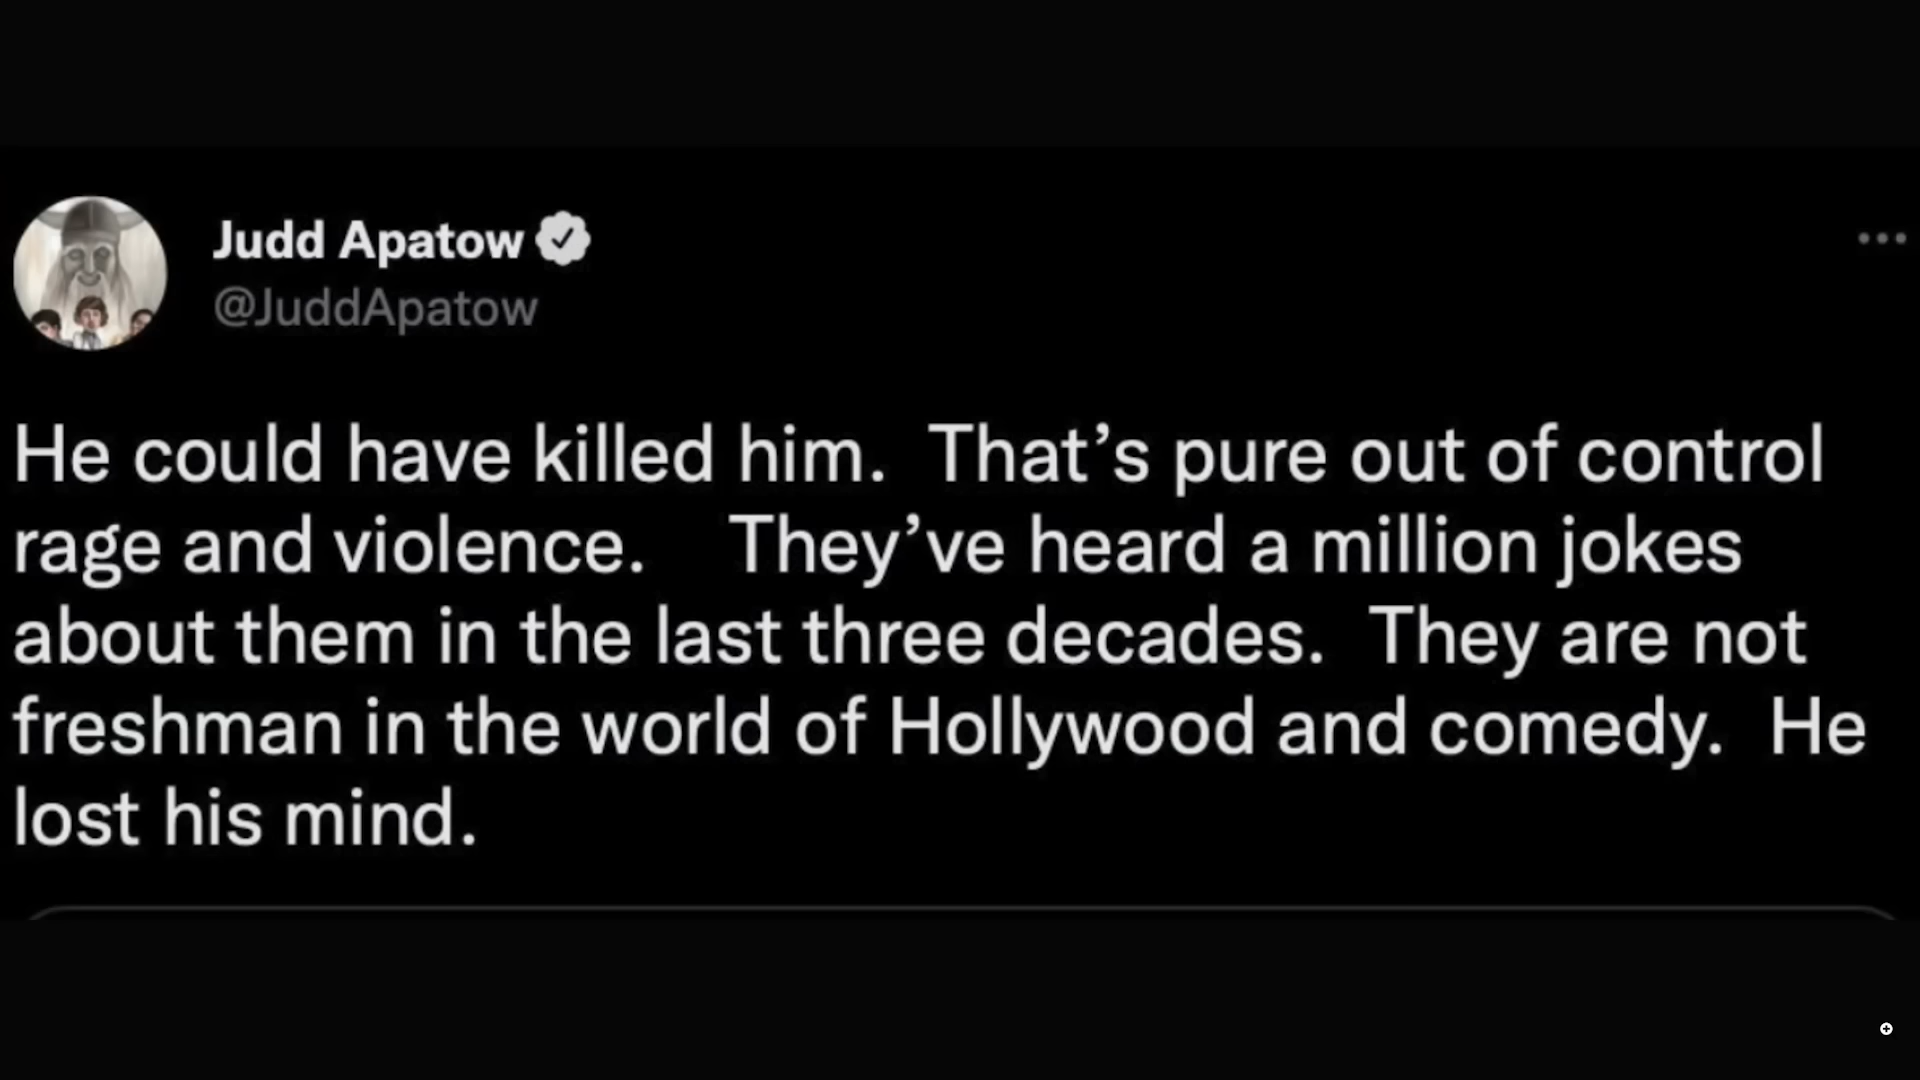 Judd Apatow
@JuddApatow
He could have killed him.  That’s pure out of control
rage and violence.    They’ve heard a million jokes
about them in the last three decades.  They are not
freshman in the world of Hollywood and comedy.  He
lost his mind.